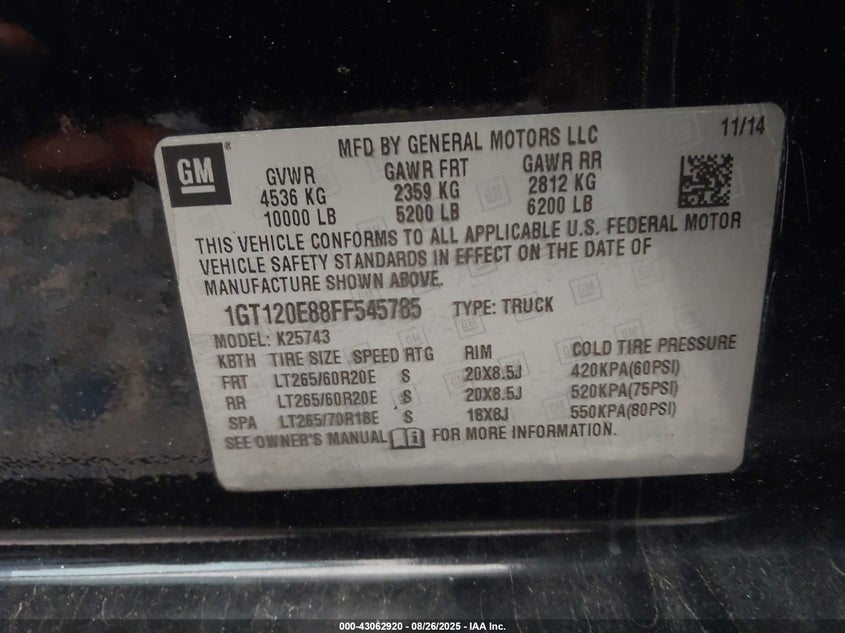 GM
MFD BY GENERAL MOTORS LLC
11/14
GVWR GAWR FRT GAWR RR
4536 KG 2359 KG 2812 KG
10000 LB 5200 LB 6200 LB
THIS VEHICLE CONFORMS TO ALL APPLICABLE U.S. FEDERAL MOTOR
VEHICLE SAFETY STANDARDS IN EFFECT ON THE DATE OF
MANUFACTURE SHOWN ABOVE.
1GT120E88FF545785 TYPE: TRUCK
MODEL: K25743
KBTH TIRE SIZE SPEED RTG RIM COLD TIRE PRESSURE
FRT LT265/60R20E S 20X8.5J 420KPA(60PSI)
RR LT265/60R20E S 20X8.5J 520KPA(75PSI)
SPA LT265/70R18E S 18X8J 550KPA(80PSI)
SEE OWNER'S MANUAL FOR MORE INFORMATION.
000-43062920 - 08/26/2025 - IAA Inc.